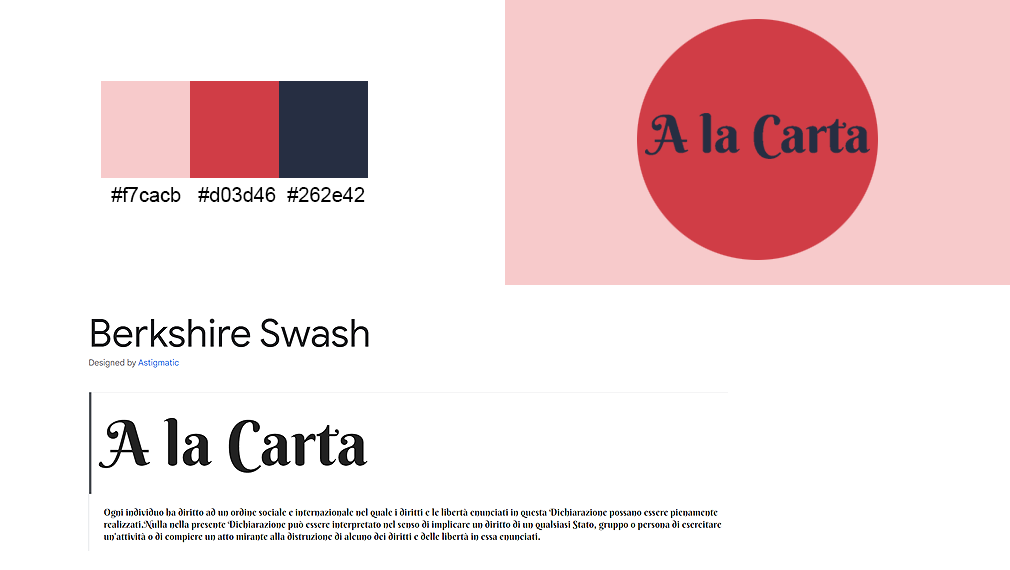 #f7cacb #d03d46 #262e42
A la Carta
Berkshire Swash
Designed by Astigmatic
A la Carta
Ogni individuo ha diritto ad un ordine sociale e internazionale nel quale i diritti e le libertà enunciati in questa Dichiarazione possano essere pienamente
realizzati.Nulla nella presente Dichiarazione può essere interpretato nel senso di implicare un diritto di un qualsiasi Stato, gruppo o persona di esercitare
un'attività o di compiere un atto mirante alla distruzione di alcuno dei diritti e delle libertà in essa enunciati.